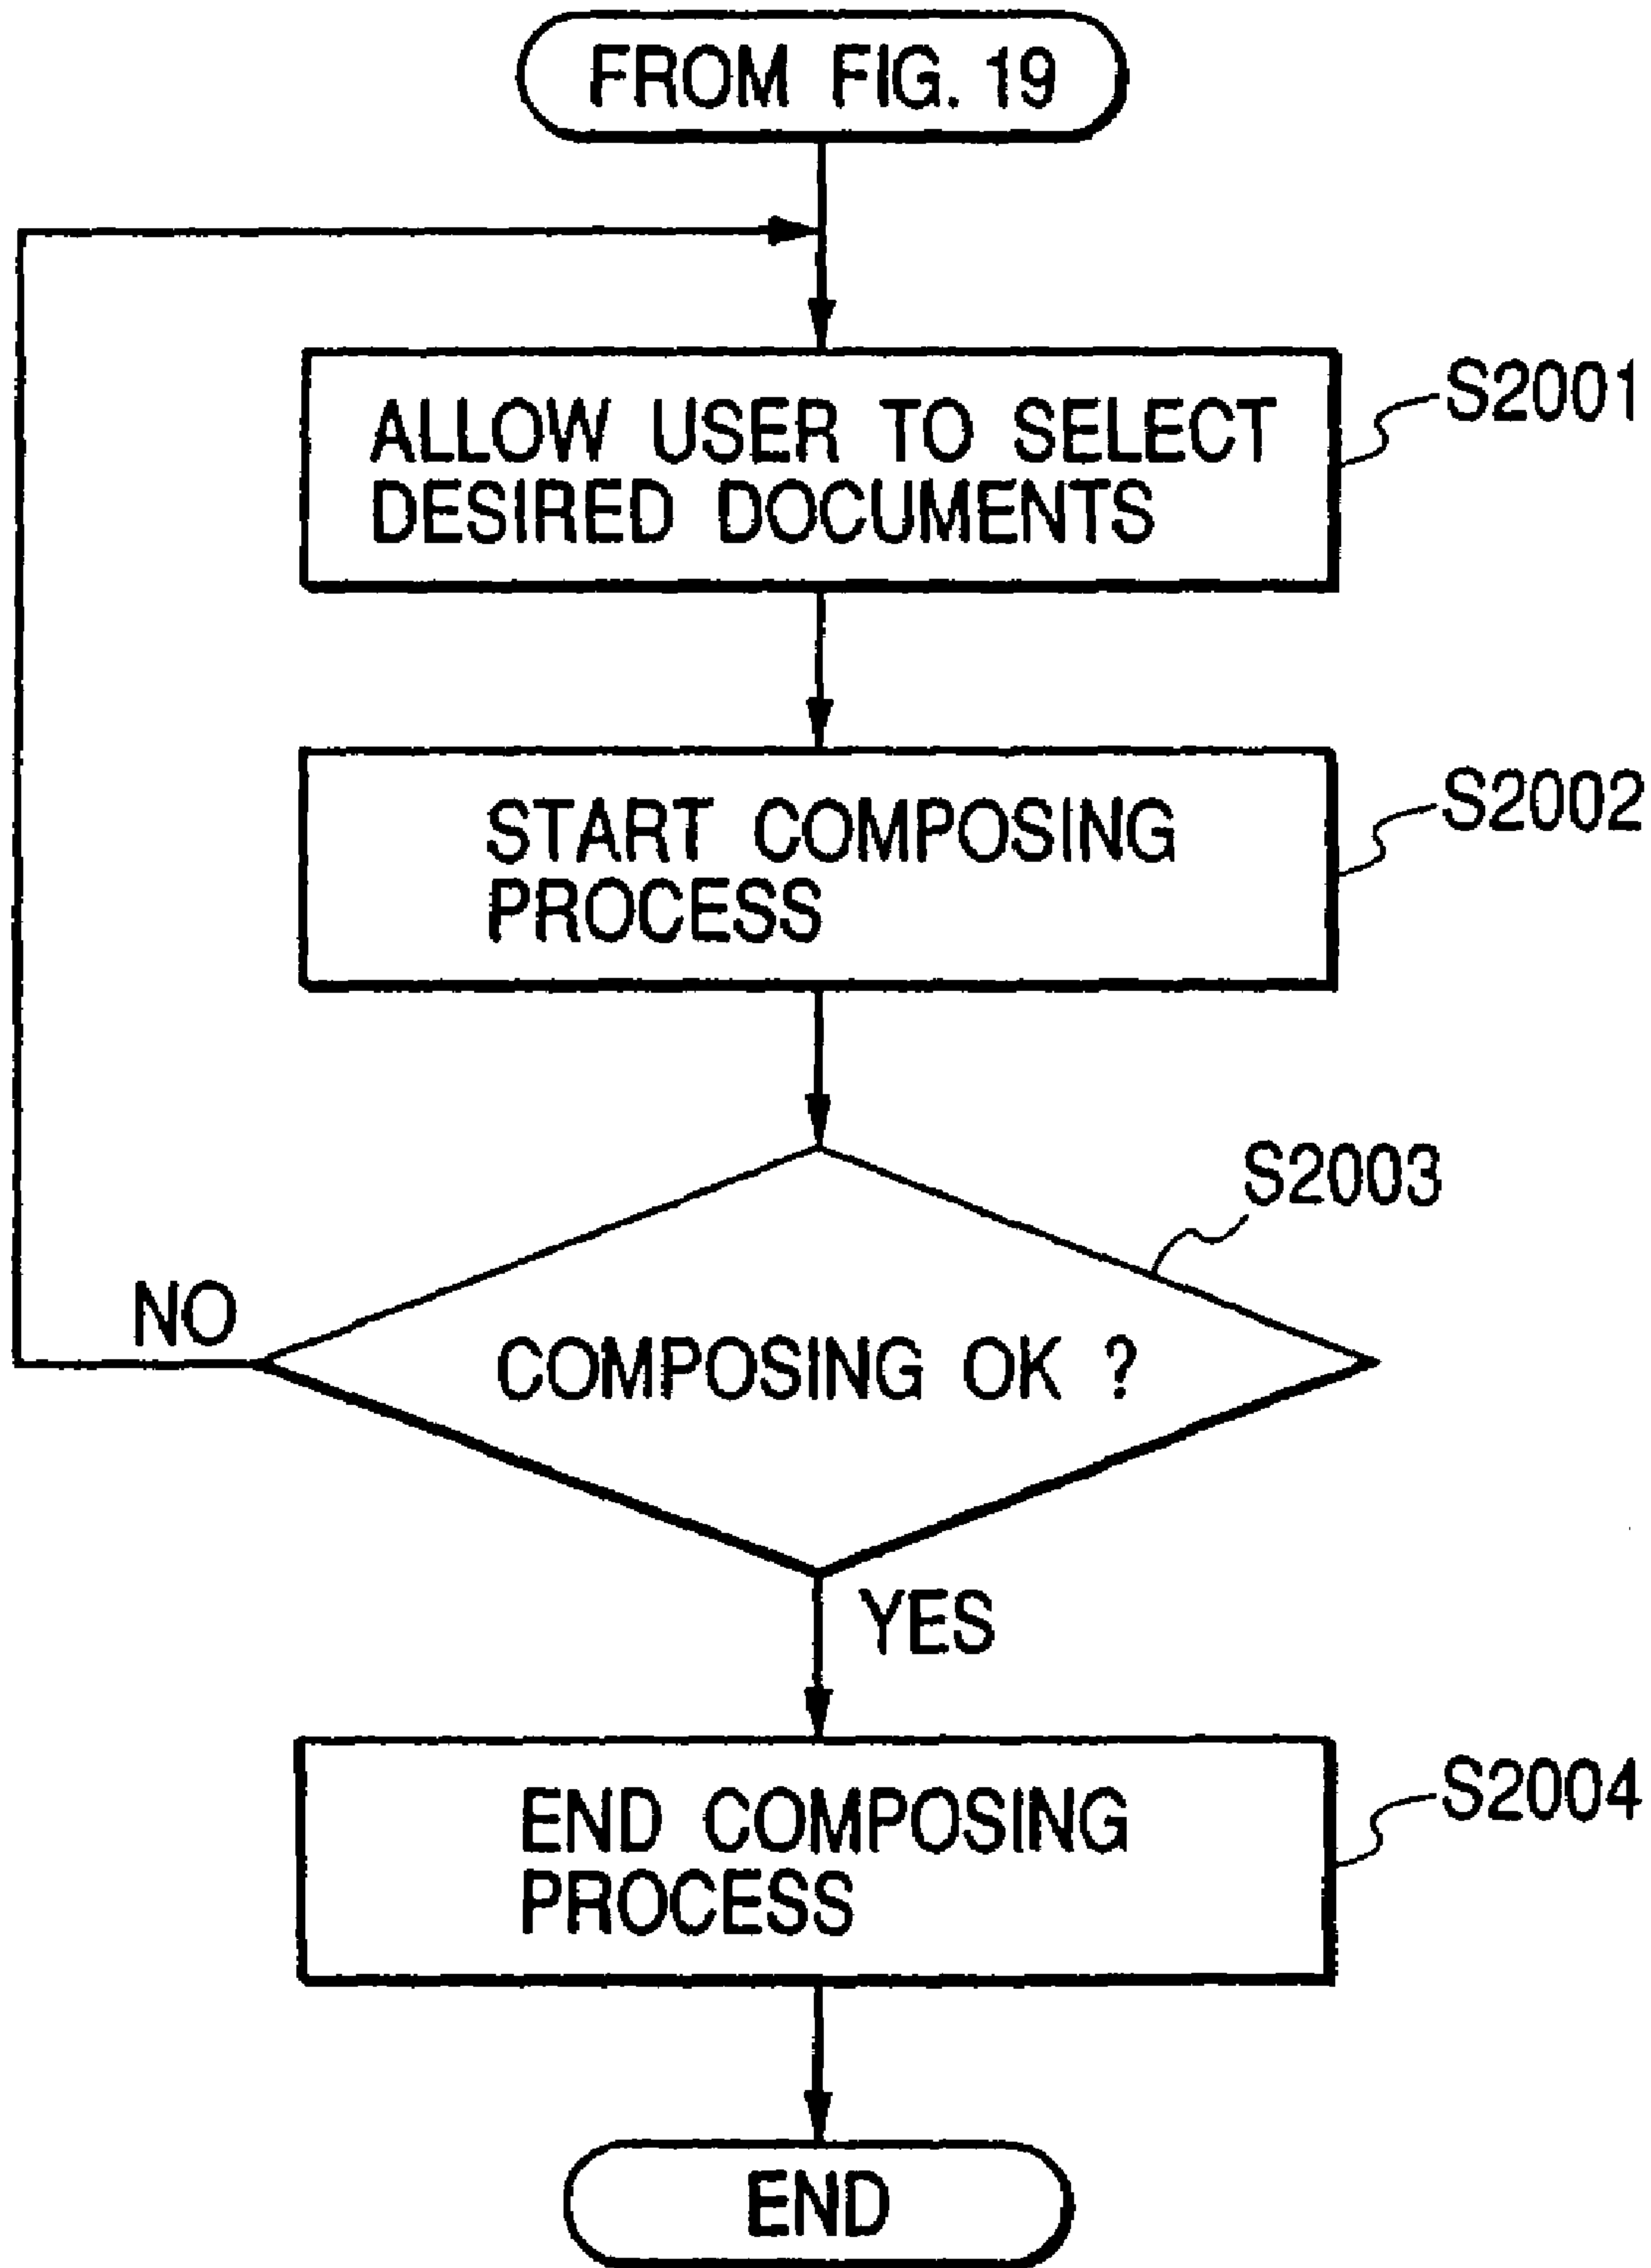 FROM FIG. 19
ALLOW USER TO SELECT
DESIRED DOCUMENTS
S2001
START COMPOSING
PROCESS
S2002
S2003
COMPOSING OK ?
NO
YES
END COMPOSING
PROCESS
S2004
END